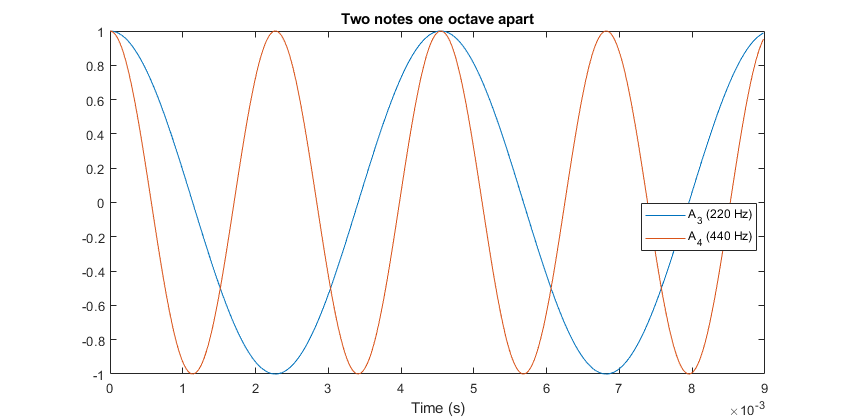 Two notes one octave apart
1
0.8
0.6
0.4
0.2
0
-0.2
-0.4
-0.6
-0.8
-1
A3 (220 Hz)
A4 (440 Hz)
0 1 2 3 4 5 6 7 8 9
Time (s)
×10-3